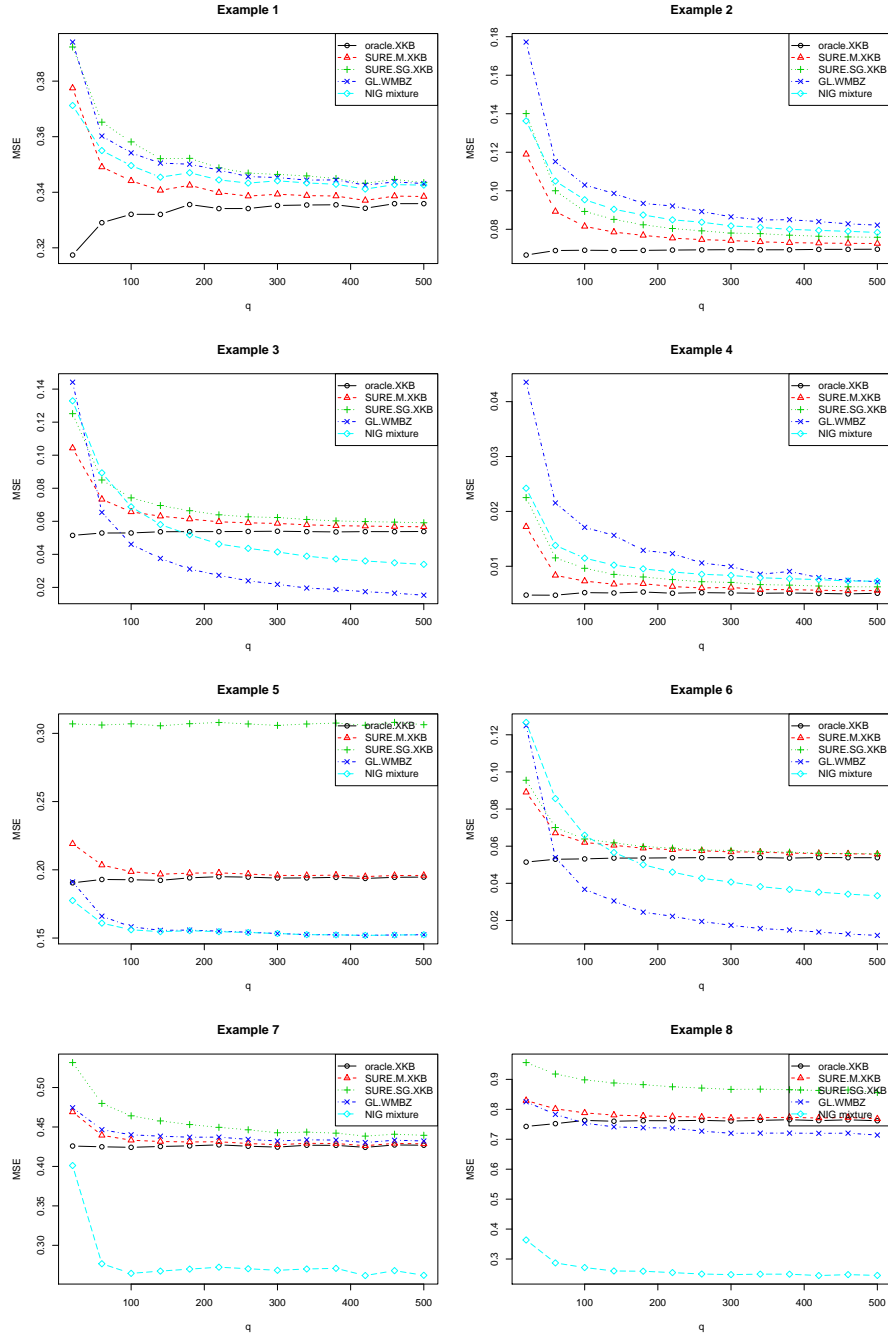 Example 1
0.38
0.36
0.34
0.32
MSE
100 200 300 400 500
q
oracle.XKB
SURE.M.XKB
SURE.SG.XKB
GL.WMBZ
NIG mixture
Example 2
0.18
0.16
0.14
0.12
0.10
0.08
MSE
100 200 300 400 500
q
oracle.XKB
SURE.M.XKB
SURE.SG.XKB
GL.WMBZ
NIG mixture
Example 3
0.14
0.12
0.10
0.08
0.06
0.04
0.02
MSE
100 200 300 400 500
q
oracle.XKB
SURE.M.XKB
SURE.SG.XKB
GL.WMBZ
NIG mixture
Example 4
0.04
0.03
0.02
0.01
MSE
100 200 300 400 500
q
oracle.XKB
SURE.M.XKB
SURE.SG.XKB
GL.WMBZ
NIG mixture
Example 5
0.30
0.25
0.20
0.15
MSE
100 200 300 400 500
q
oracle.XKB
SURE.M.XKB
SURE.SG.XKB
GL.WMBZ
NIG mixture
Example 6
0.12
0.10
0.08
0.06
0.04
0.02
MSE
100 200 300 400 500
q
oracle.XKB
SURE.M.XKB
SURE.SG.XKB
GL.WMBZ
NIG mixture
Example 7
0.50
0.45
0.40
0.35
0.30
MSE
100 200 300 400 500
q
oracle.XKB
SURE.M.XKB
SURE.SG.XKB
GL.WMBZ
NIG mixture
Example 8
0.9
0.8
0.7
0.6
0.5
0.4
0.3
MSE
100 200 300 400 500
q
oracle.XKB
SURE.M.XKB
SURE.SG.XKB
GL.WMBZ
NIG mixture